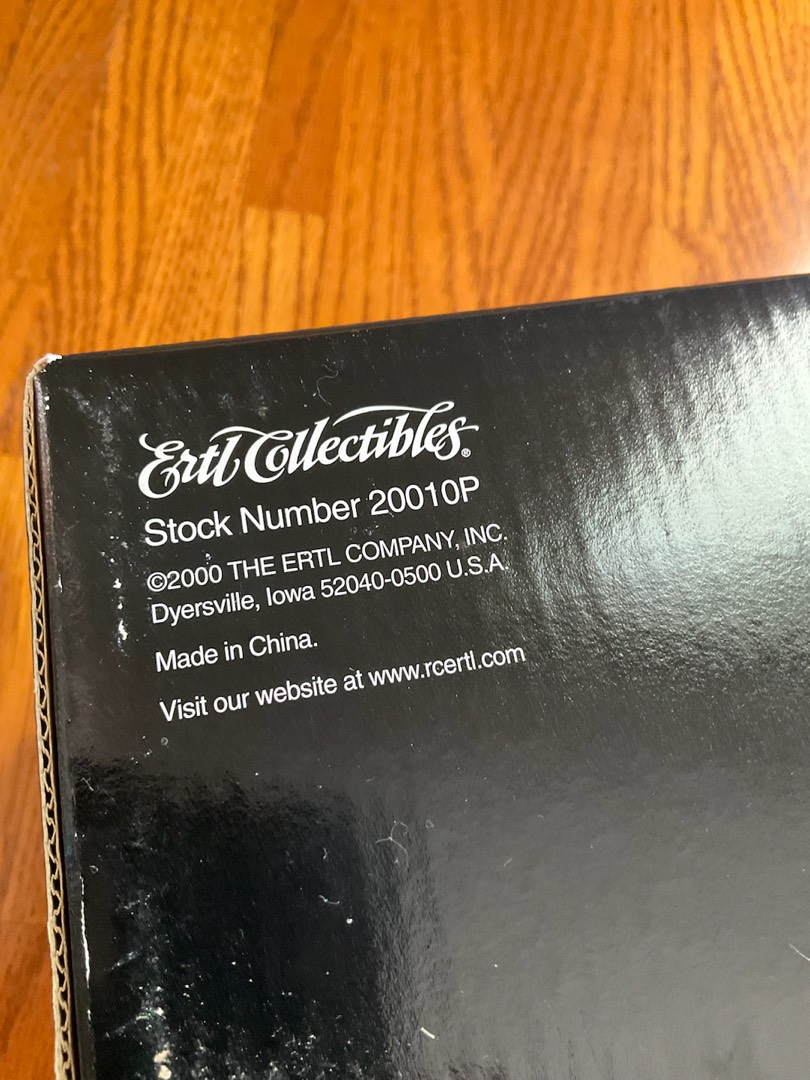 Ertl Collectibles®
Stock Number 20010P
©2000 THE ERTL COMPANY, INC.
Dyersville, Iowa 52040-0500 U.S.A.
Made in China.
Visit our website at www.rcertl.com